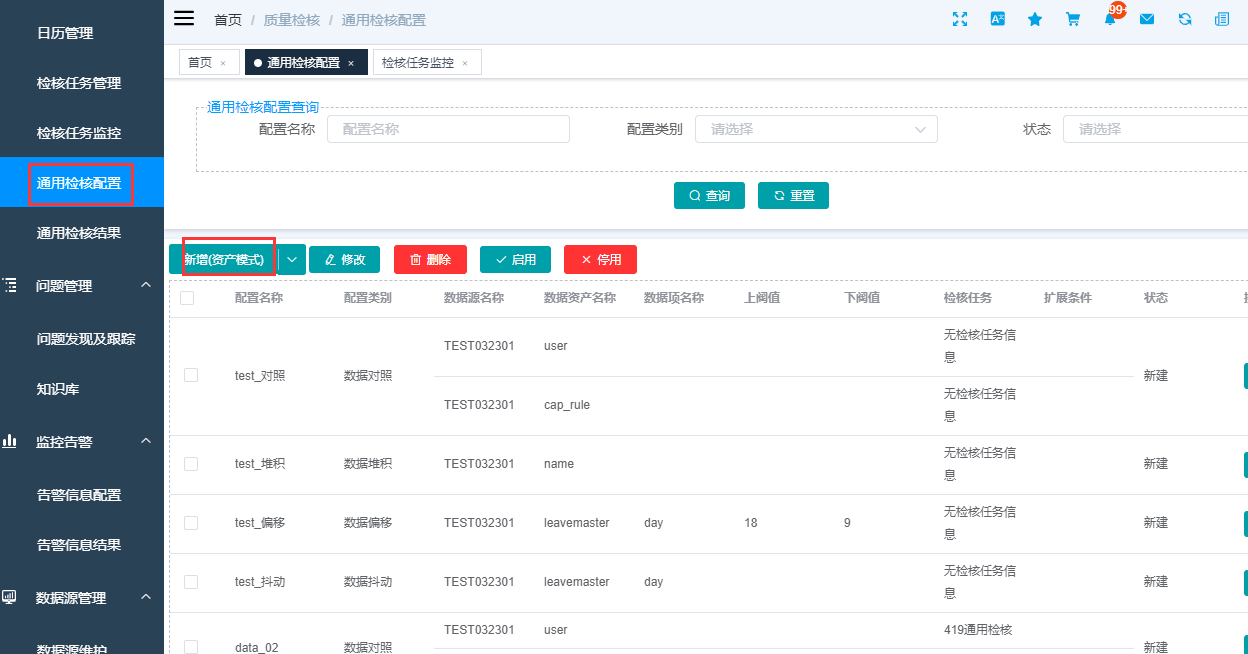 日历管理
检核任务管理
检核任务监控
通用检核配置
通用检核结果
问题管理
问题发现及跟踪
知识库
监控告警
告警信息配置
告警信息结果
数据源管理
数据源维护
首页 / 质量检核 / 通用检核配置
99+
首页 × 通用检核配置 × 检核任务监控 ×
通用检核配置查询
配置名称 配置名称 配置类别 请选择 状态 请选择
查询 重置
新增(资产模式) 修改 删除 启用 停用
配置名称 配置类别 数据源名称 数据资产名称 数据项名称 上阀值 下阀值 检核任务 扩展条件 状态
TEST032301 user 无检核任务信
息
test_对照 数据对照 新建
TEST032301 cap_rule 无检核任务信
息
test_堆积 数据堆积 TEST032301 name 无检核任务信
息 新建
test_偏移 数据偏移 TEST032301 leavemaster day 18 9 无检核任务信
息 新建
test_抖动 数据抖动 TEST032301 leavemaster day 无检核任务信
息 新建
TEST032301 user 419通用检核
data_02 数据对照 新建